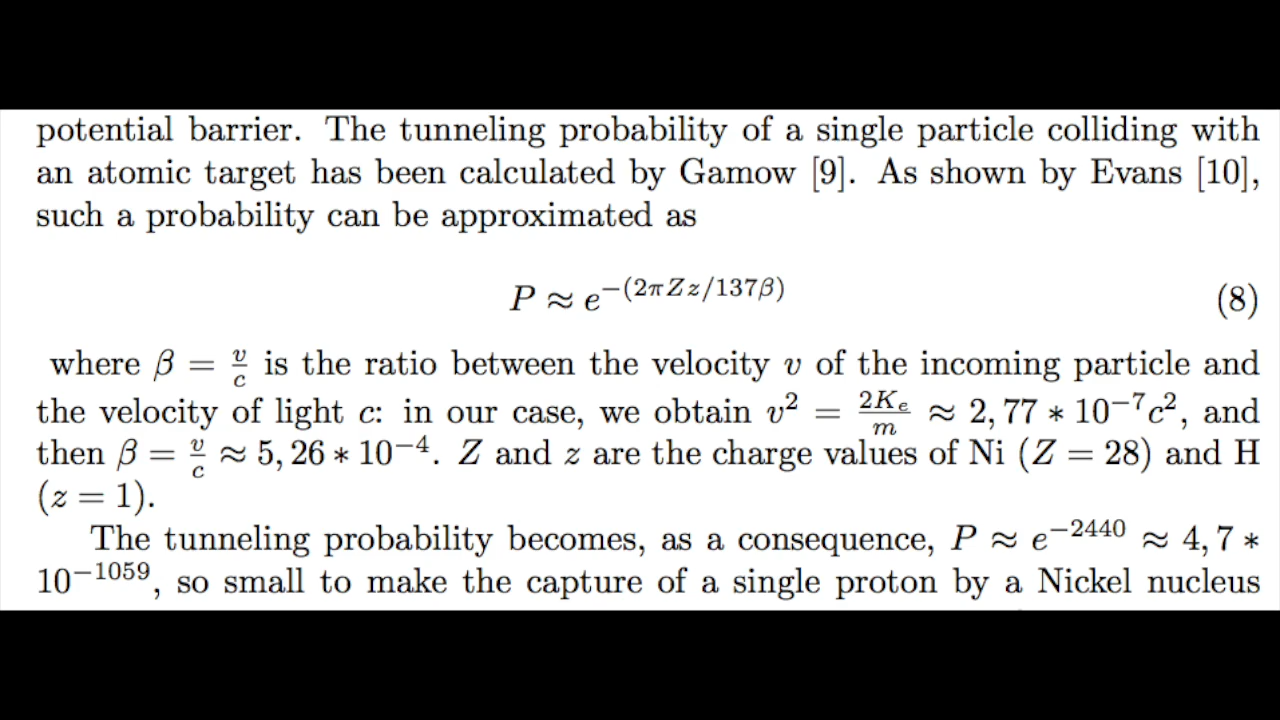 potential barrier. The tunneling probability of a single particle colliding with
an atomic target has been calculated by Gamow [9]. As shown by Evans [10],
such a probability can be approximated as
P ≈ e^{−(2πZz/137β)} (8)
where β = v/c is the ratio between the velocity v of the incoming particle and
the velocity of light c: in our case, we obtain v² = 2K_e/m ≈ 2, 77 ∗ 10⁻⁷c², and
then β = v/c ≈ 5, 26 ∗ 10⁻⁴. Z and z are the charge values of Ni (Z = 28) and H
(z = 1).
The tunneling probability becomes, as a consequence, P ≈ e⁻²⁴⁴⁰ ≈ 4, 7 ∗
10⁻¹⁰⁵⁹, so small to make the capture of a single proton by a Nickel nucleus